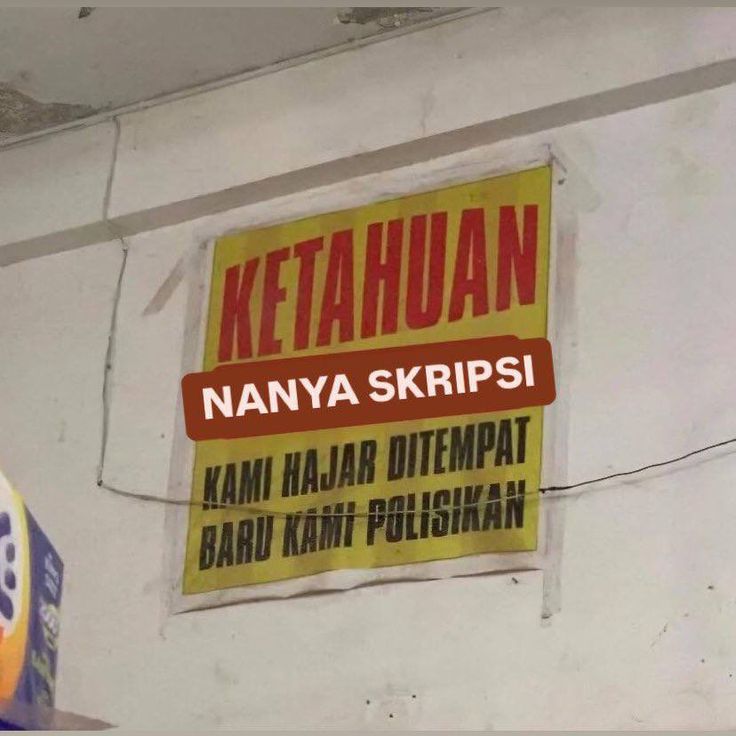 KETAHUAN
NANYA SKRIPSI
KAMI HAJAR DITEMPAT
BARU KAMI POLISIKAN